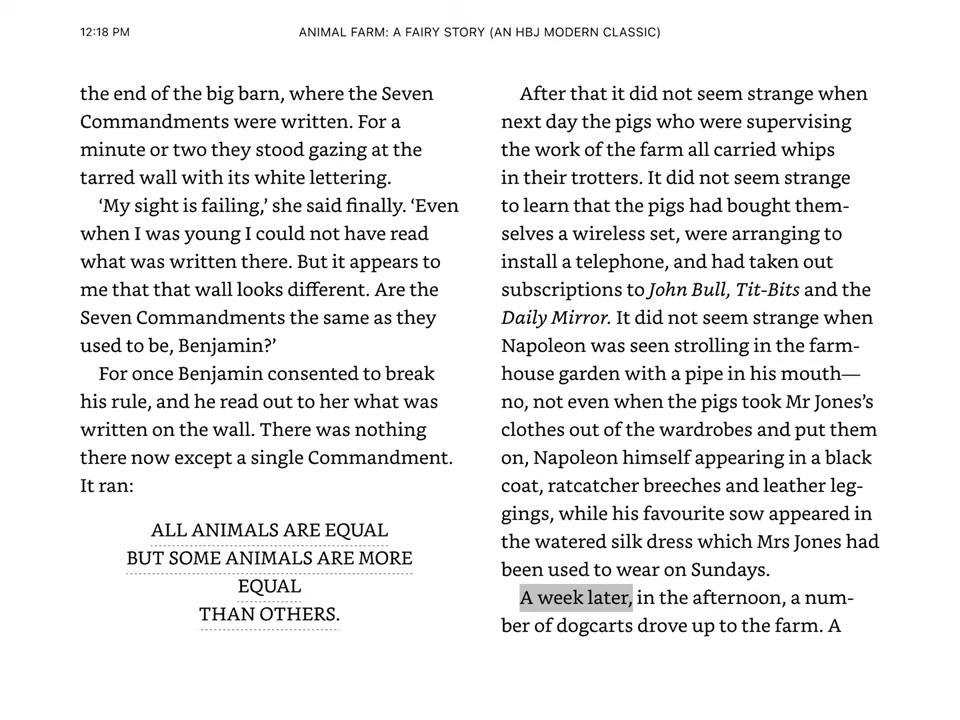 12:18 PM
ANIMAL FARM: A FAIRY STORY (AN HBJ MODERN CLASSIC)
the end of the big barn, where the Seven
Commandments were written. For a
minute or two they stood gazing at the
tarred wall with its white lettering.
‘My sight is failing,’ she said finally. ‘Even
when I was young I could not have read
what was written there. But it appears to
me that that wall looks different. Are the
Seven Commandments the same as they
used to be, Benjamin?’
For once Benjamin consented to break
his rule, and he read out to her what was
written on the wall. There was nothing
there now except a single Commandment.
It ran:
ALL ANIMALS ARE EQUAL
BUT SOME ANIMALS ARE MORE
EQUAL
THAN OTHERS.
After that it did not seem strange when
next day the pigs who were supervising
the work of the farm all carried whips
in their trotters. It did not seem strange
to learn that the pigs had bought them-
selves a wireless set, were arranging to
install a telephone, and had taken out
subscriptions to John Bull, Tit-Bits and the
Daily Mirror. It did not seem strange when
Napoleon was seen strolling in the farm-
house garden with a pipe in his mouth—
no, not even when the pigs took Mr Jones’s
clothes out of the wardrobes and put them
on, Napoleon himself appearing in a black
coat, ratcatcher breeches and leather leg-
gings, while his favourite sow appeared in
the watered silk dress which Mrs Jones had
been used to wear on Sundays.
A week later, in the afternoon, a num-
ber of dogcarts drove up to the farm. A